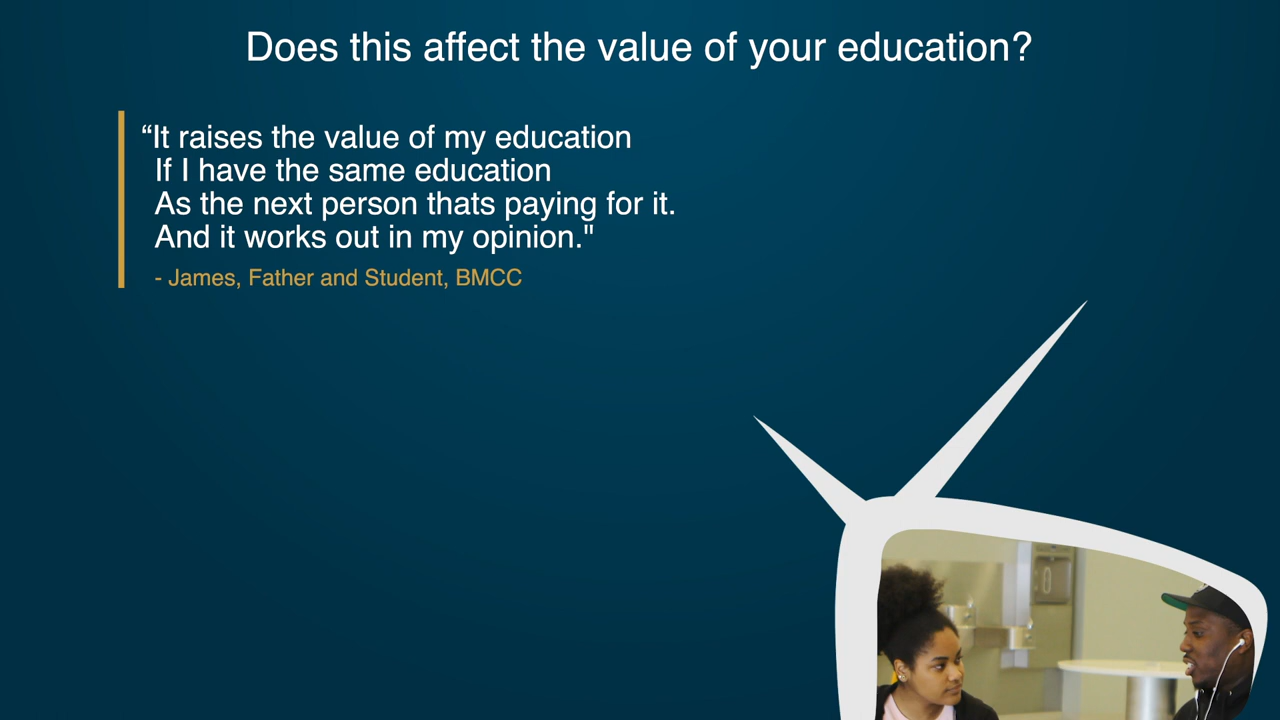 Does this affect the value of your education?
“It raises the value of my education
If I have the same education
As the next person thats paying for it.
And it works out in my opinion."
- James, Father and Student, BMCC